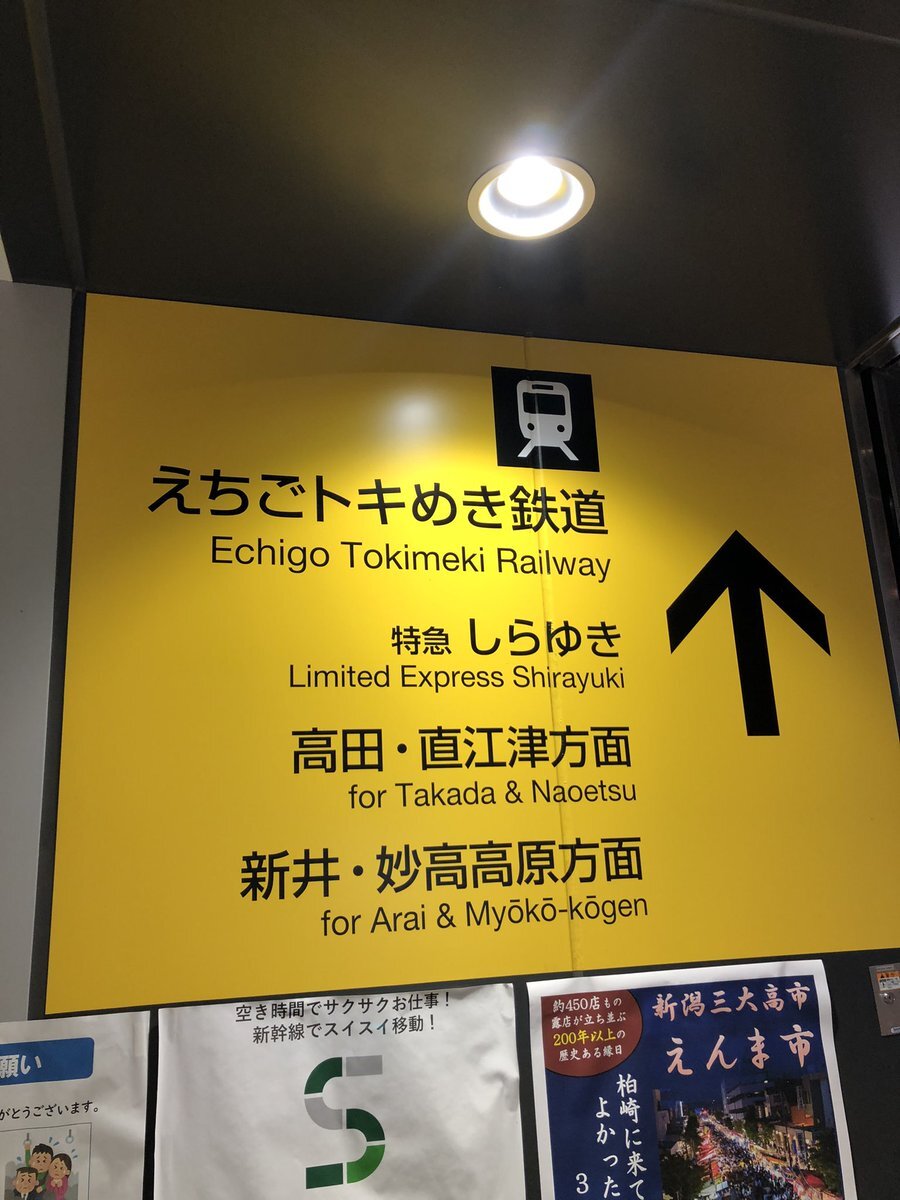 えちごトキめき鉄道
Echigo Tokimeki Railway
特急 しらゆき
Limited Express Shirayuki
高田・直江津方面
for Takada & Naoetsu
新井・妙高高原方面
for Arai & Myōkō-kōgen
願い
がとうございます。
空き時間でサクサクお仕事！
新幹線でスイスイ移動！
S
約450店もの
露店が立ち並ぶ
200年以上の
歴史ある縁日
新潟三大高市
えんま市
柏崎に来て
よかった
3